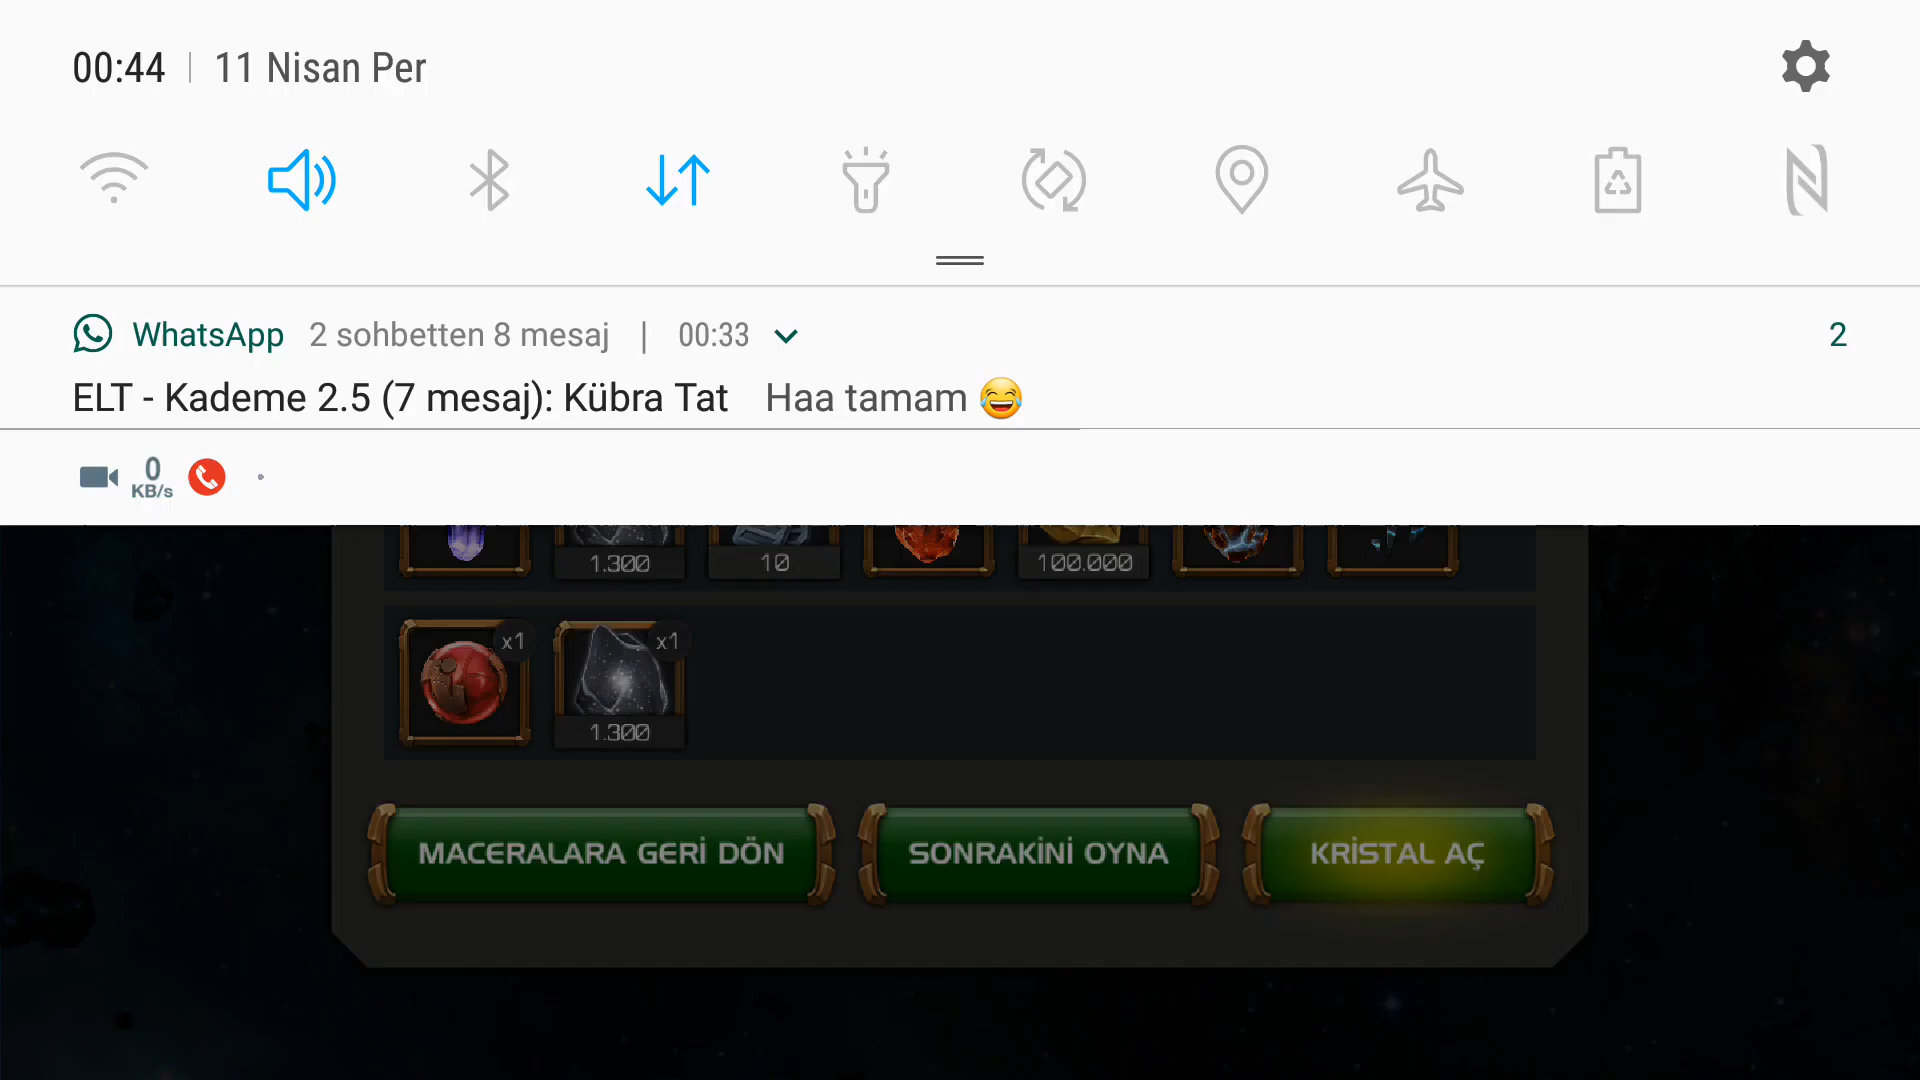 00:44 | 11 Nisan Per
WhatsApp 2 sohbetten 8 mesaj | 00:33 2
ELT - Kademe 2.5 (7 mesaj): Kübra Tat Haa tamam 😂
0 KB/s
1.300 10 100.000
x1 x1
1.300
MACERALARA GERİ DÖN SONRAKİNİ OYNA KRİSTAL AÇ